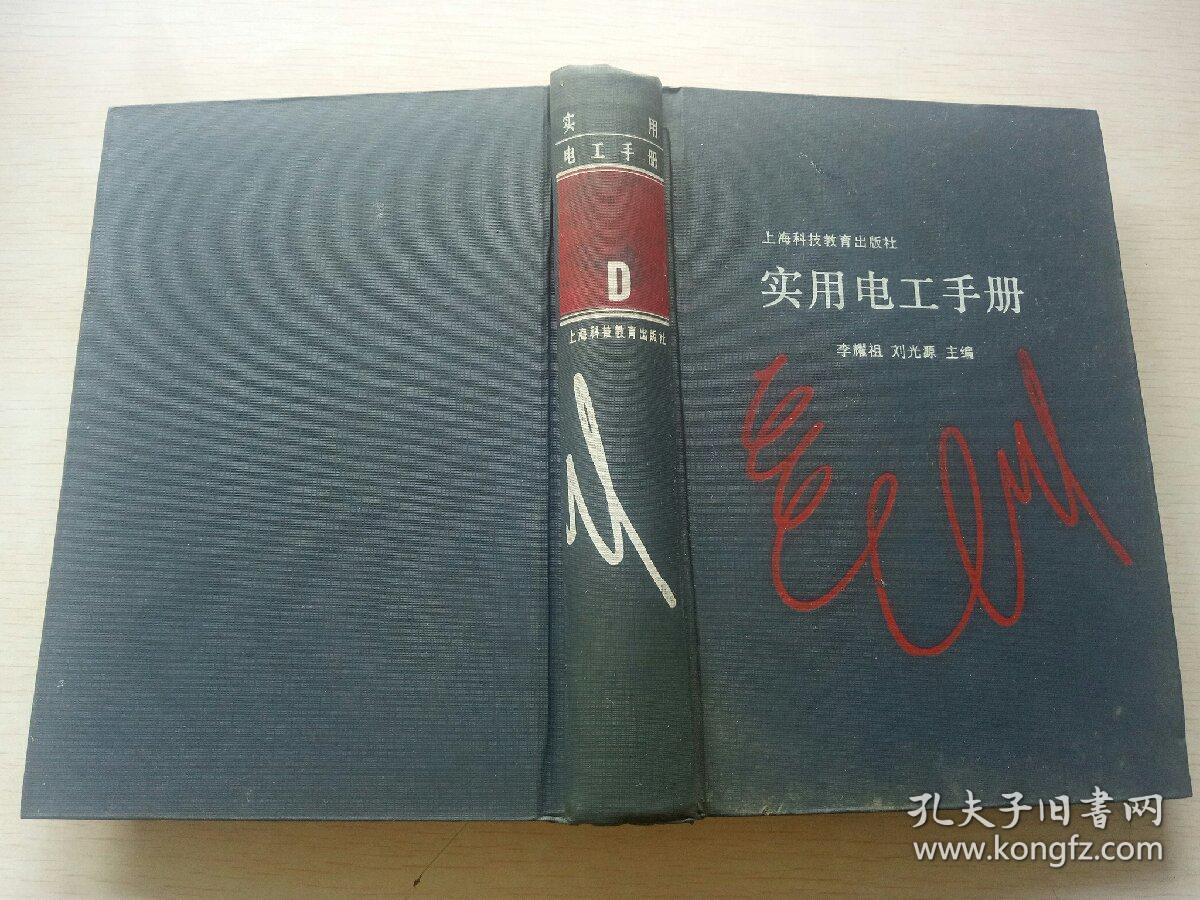 实用
电工手册
D
上海科技教育出版社
上海科技教育出版社
实用电工手册
李耀祖 刘光源 主编
孔夫子旧书网
www.kongfz.com